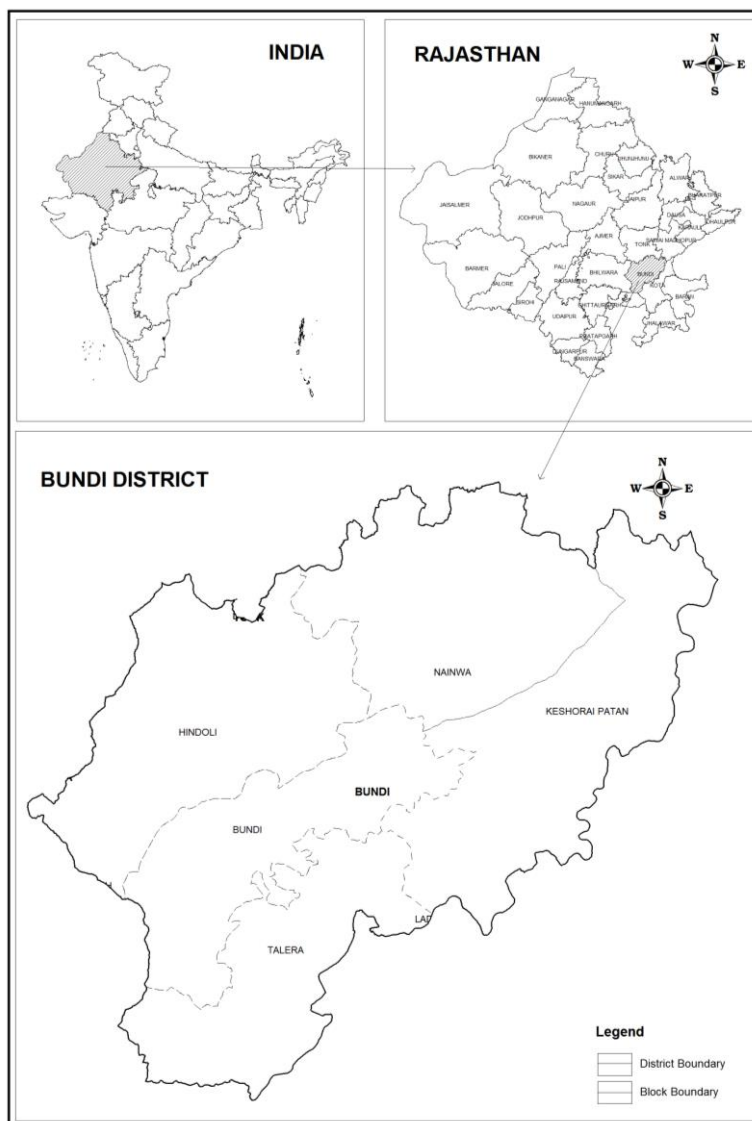 INDIA
RAJASTHAN
N
W E
S
GANGANAGAR
HANUMANGARH
BIKANER
CHURU
JHUNJHUNU
SIKAR
ALWAR
BHARATPUR
JAISALMER
JODHPUR
NAGAUR
JAIPUR
DAUSA
DHAULPUR
KARAULI
AJMER
TONK
SAWAI MADHOPUR
BARMER
PALI
BHILWARA
BUNDI
RAJSAMAND
KOTA
JALORE
SIROHI
CHITTAURGARH
BARAN
UDAIPUR
JHALAWAR
PRATAPGARH
DUNGARPUR
BANSWARA
BUNDI DISTRICT
N
W E
S
NAINWA
KESHORAI PATAN
HINDOLI
BUNDI
BUNDI
LAD
TALERA
Legend
District Boundary
Block Boundary